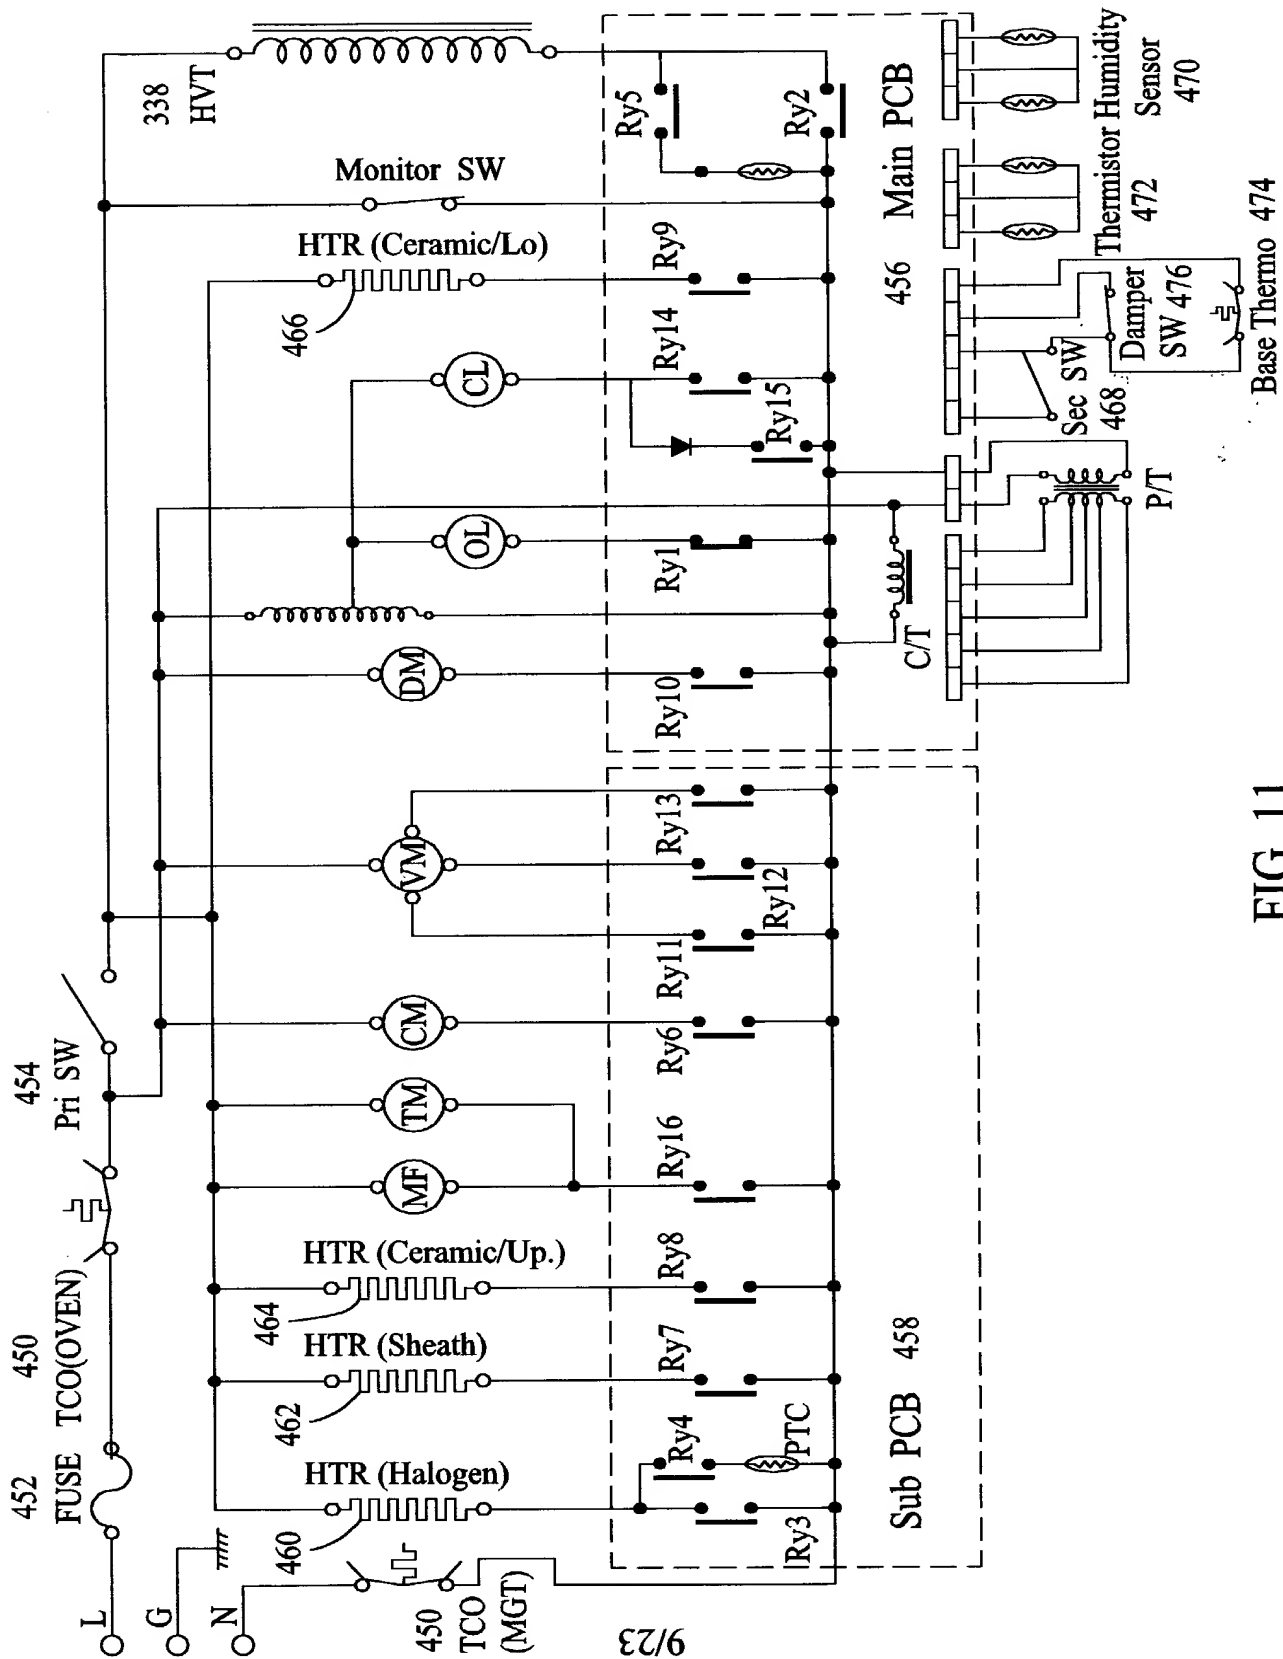 L
G
N
452
FUSE
450
TCO(OVEN)
454
Pri SW
338
HVT
450
TCO
(MGT)
HTR (Halogen)
460
HTR (Sheath)
462
HTR (Ceramic/Up.)
464
MF
TM
CM
VM
DM
OL
CL
HTR (Ceramic/Lo)
466
Monitor SW
Ry3
Ry4
PTC
Ry7
Ry8
Ry16
Ry6
Ry11
Ry12
Ry13
Ry10
Ry1
Ry15
Ry14
Ry9
Ry5
Ry2
Sub PCB 458
456 Main PCB
C/T
P/T
Sec SW
468
Damper
SW 476
Base Thermo 474
Thermistor
472
Humidity
Sensor
470
9/23
FIG. 11